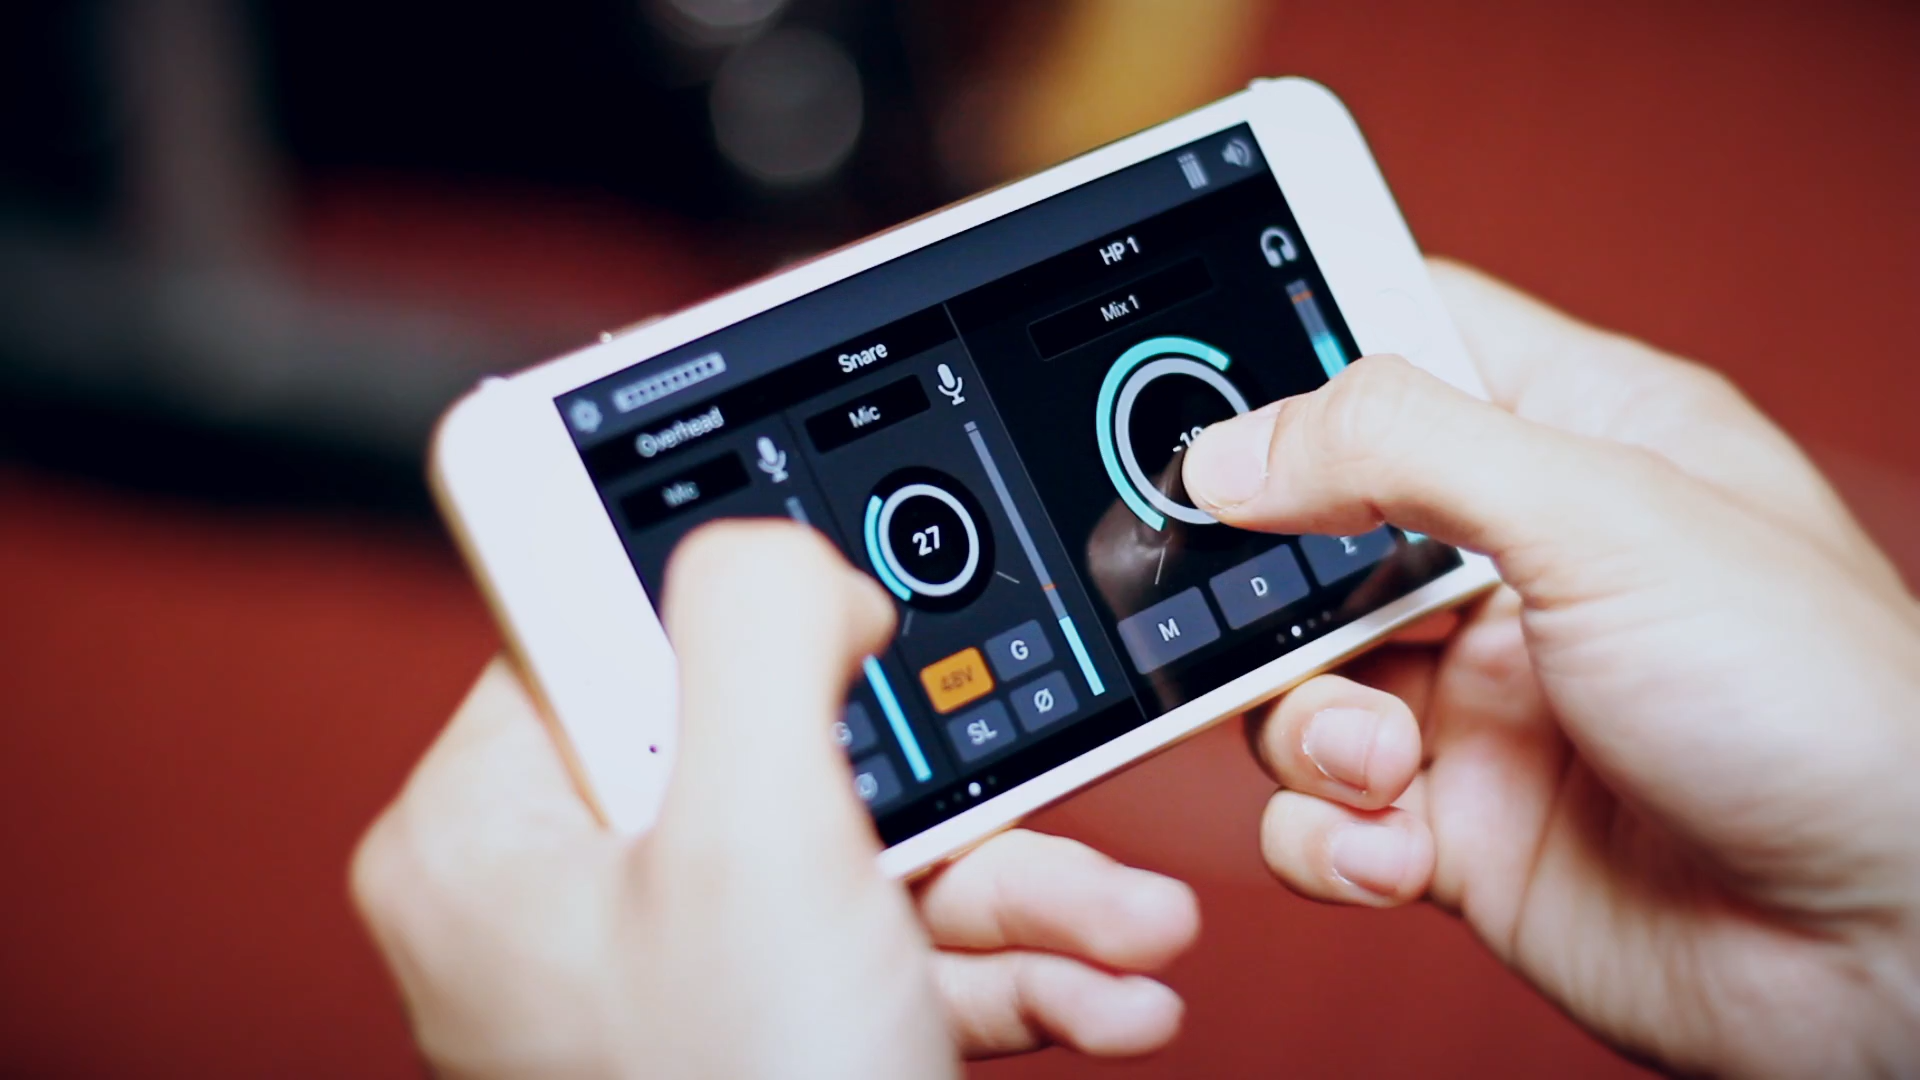 HP 1
Mix 1
Snare
Mic
Overhead
Mic
27
48V
G
SL
Ø
M
D
Σ
G